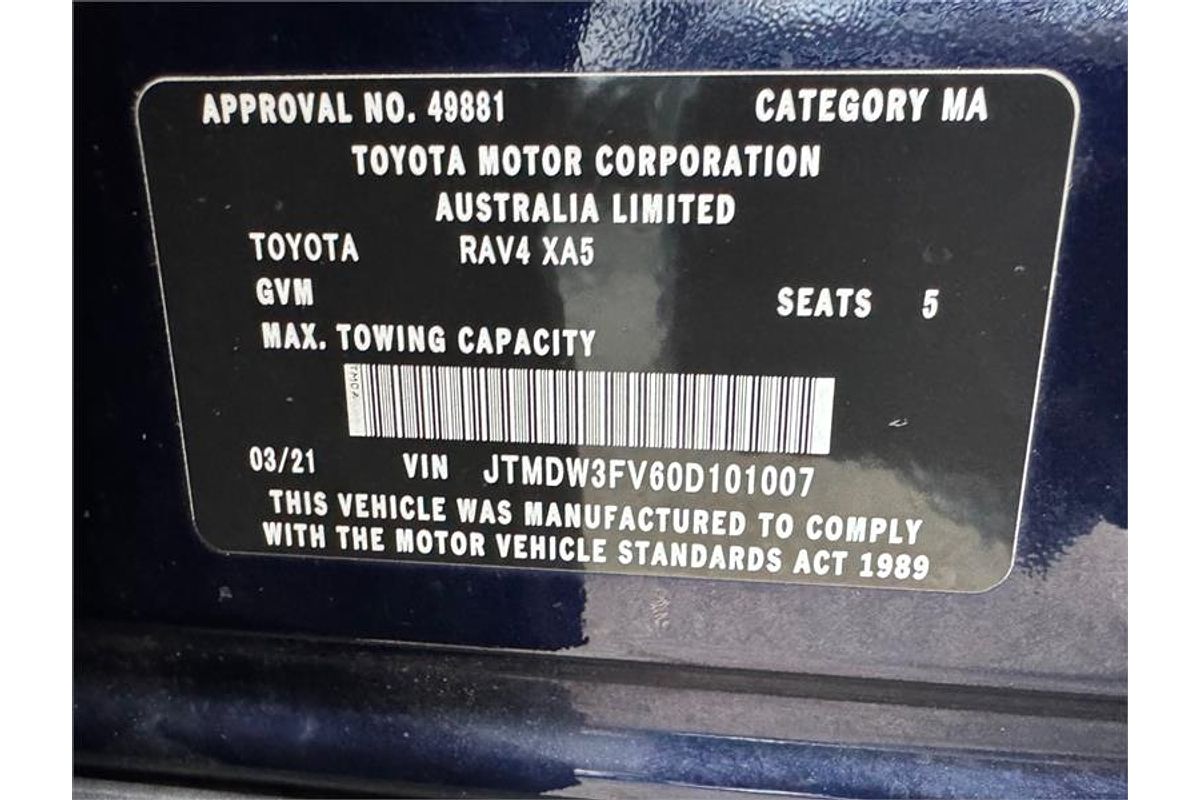 APPROVAL NO. 49881 CATEGORY MA
TOYOTA MOTOR CORPORATION
AUSTRALIA LIMITED
TOYOTA RAV4 XA5
GVM
SEATS 5
MAX. TOWING CAPACITY
TMCA
03/21 VIN JTMDW3FV60D101007
THIS VEHICLE WAS MANUFACTURED TO COMPLY
WITH THE MOTOR VEHICLE STANDARDS ACT 1989